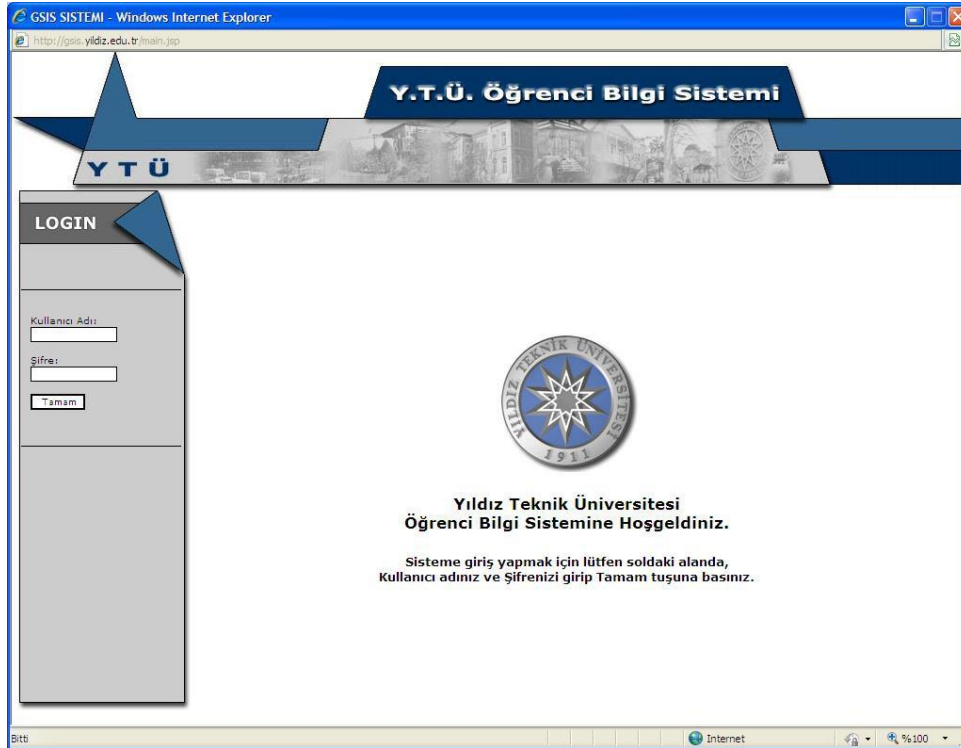 GSIS SISTEMI - Windows Internet Explorer
http://gsis.yildiz.edu.tr/main.jsp
Y.T.Ü. Öğrenci Bilgi Sistemi
Y T Ü
LOGIN
Kullanıcı Adı:
Şifre:
Tamam
YILDIZ TEKNİK ÜNİVERSİTESİ
1911
Yıldız Teknik Üniversitesi
Öğrenci Bilgi Sistemine Hoşgeldiniz.
Sisteme giriş yapmak için lütfen soldaki alanda,
Kullanıcı adınız ve Şifrenizi girip Tamam tuşuna basınız.
Bitti
Internet
%100